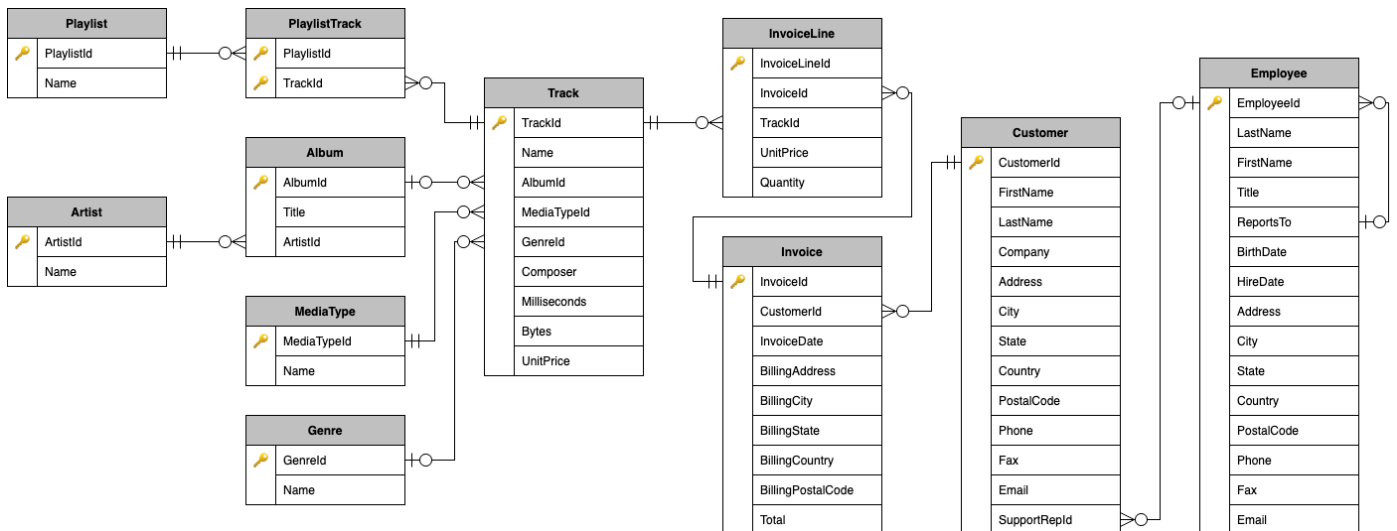 Playlist
PlaylistId
Name
PlaylistTrack
PlaylistId
TrackId
Artist
ArtistId
Name
Album
AlbumId
Title
ArtistId
MediaType
MediaTypeId
Name
Genre
GenreId
Name
Track
TrackId
Name
AlbumId
MediaTypeId
GenreId
Composer
Milliseconds
Bytes
UnitPrice
InvoiceLine
InvoiceLineId
InvoiceId
TrackId
UnitPrice
Quantity
Invoice
InvoiceId
CustomerId
InvoiceDate
BillingAddress
BillingCity
BillingState
BillingCountry
BillingPostalCode
Total
Customer
CustomerId
FirstName
LastName
Company
Address
City
State
Country
PostalCode
Phone
Fax
Email
SupportRepId
Employee
EmployeeId
LastName
FirstName
Title
ReportsTo
BirthDate
HireDate
Address
City
State
Country
PostalCode
Phone
Fax
Email